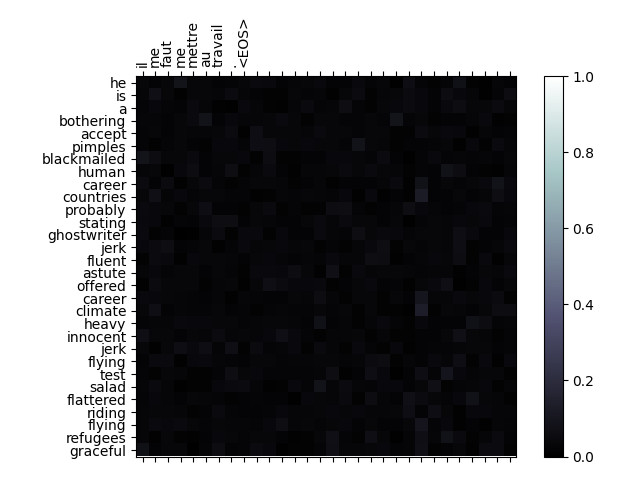 il
me
faut
me
mettre
au
travail
.
<EOS>
he
is
a
bothering
accept
pimples
blackmailed
human
career
countries
probably
stating
ghostwriter
jerk
fluent
astute
offered
career
climate
heavy
innocent
jerk
flying
test
salad
flattered
riding
flying
refugees
graceful
1.0
0.8
0.6
0.4
0.2
0.0